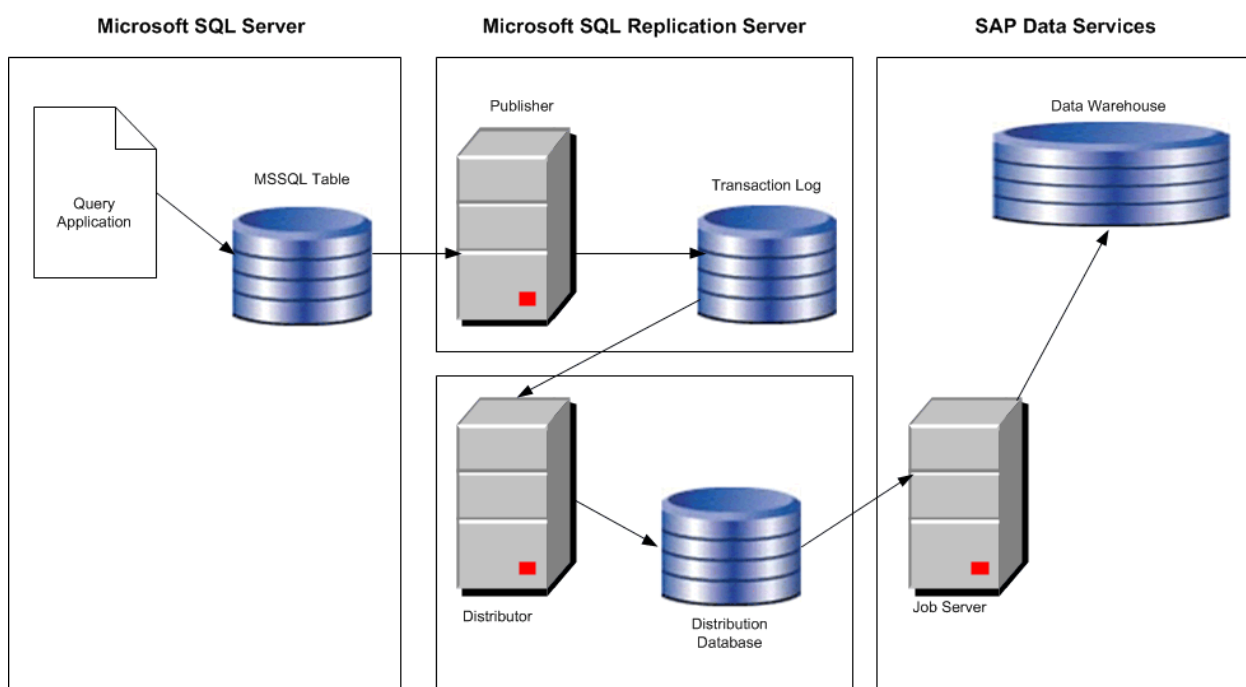 Microsoft SQL Server
Microsoft SQL Replication Server
SAP Data Services
Query
Application
MSSQL Table
Publisher
Transaction Log
Data Warehouse
Distributor
Distribution
Database
Job Server